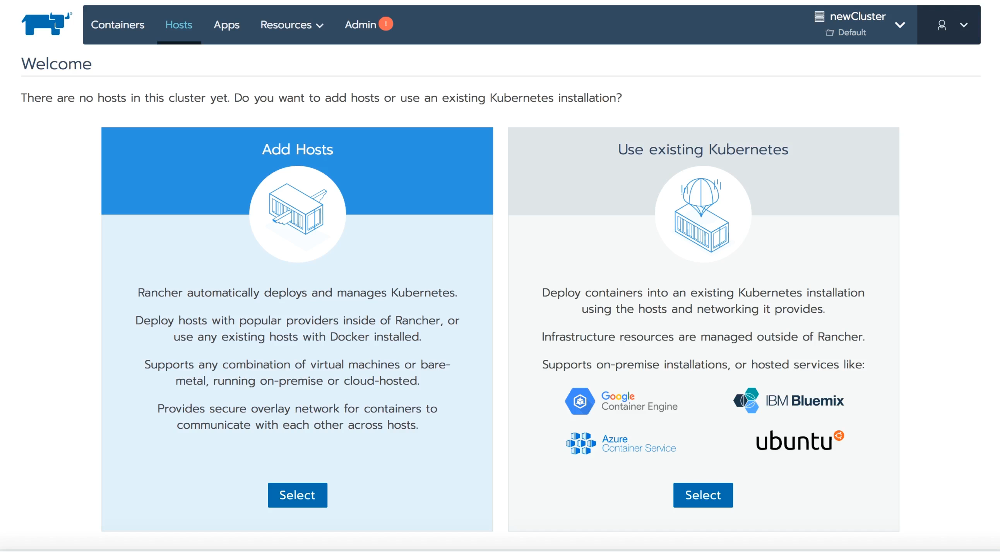 Containers Hosts Apps Resources Admin !
newCluster
Default
Welcome
There are no hosts in this cluster yet. Do you want to add hosts or use an existing Kubernetes installation?
Add Hosts
Rancher automatically deploys and manages Kubernetes.
Deploy hosts with popular providers inside of Rancher, or
use any existing hosts with Docker installed.
Supports any combination of virtual machines or bare-
metal, running on-premise or cloud-hosted.
Provides secure overlay network for containers to
communicate with each other across hosts.
Select
Use existing Kubernetes
Deploy containers into an existing Kubernetes installation
using the hosts and networking it provides.
Infrastructure resources are managed outside of Rancher.
Supports on-premise installations, or hosted services like:
Google
Container Engine
IBM Bluemix
Azure
Container Service
ubuntu
Select